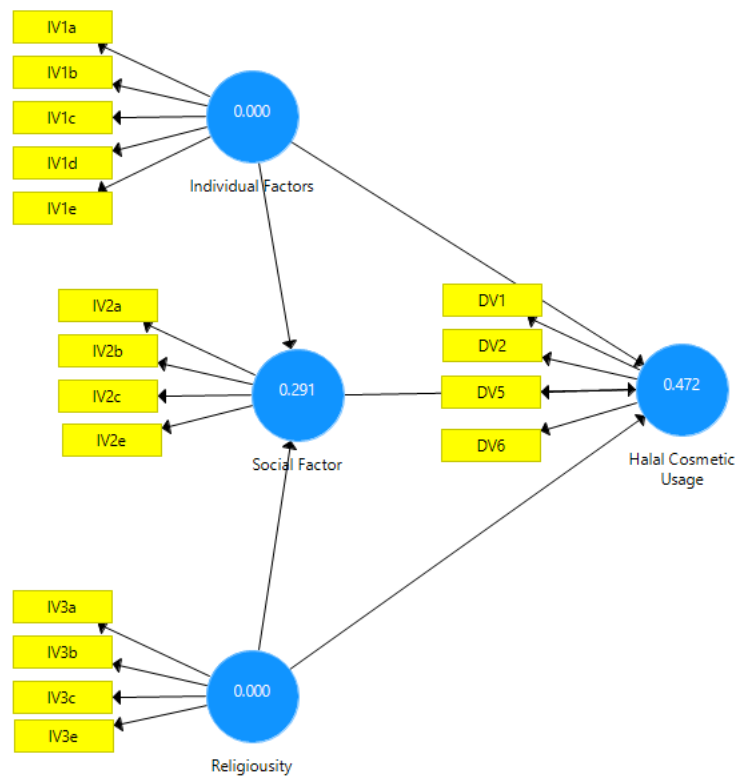 IV1a
IV1b
IV1c
IV1d
IV1e
0.000
Individual Factors
IV2a
IV2b
IV2c
IV2e
0.291
Social Factor
DV1
DV2
DV5
DV6
0.472
Halal Cosmetic
Usage
IV3a
IV3b
IV3c
IV3e
0.000
Religiousity